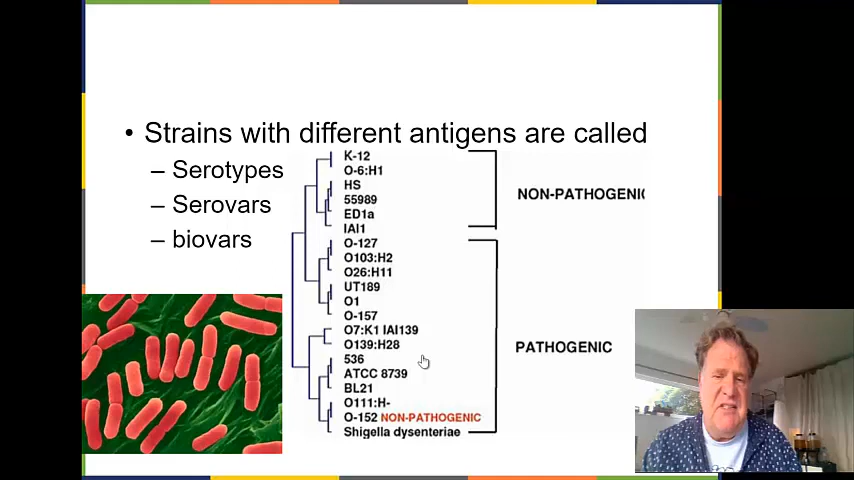 • Strains with different antigens are called
– Serotypes
– Serovars
– biovars
K-12
O-6:H1
HS
55989
ED1a
IAI1
O-127
O103:H2
O26:H11
UT189
O1
O-157
O7:K1 IAI139
O139:H28
536
ATCC 8739
BL21
O111:H-
O-152 NON-PATHOGENIC
Shigella dysenteriae
NON-PATHOGENIC
PATHOGENIC